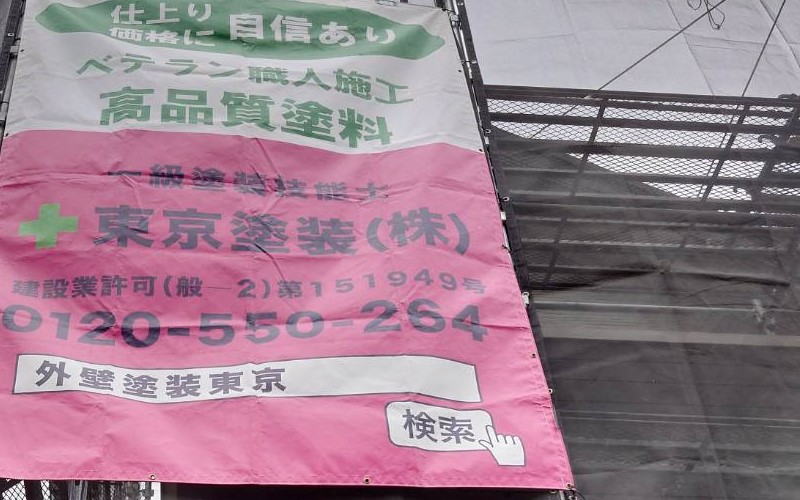 仕上り
価格に 自信あり
ベテラン職人施工
高品質塗料
一級塗装技能士
東京塗装(株)
建設業許可(般－2)第151949号
0120-550-264
外壁塗装東京
検索